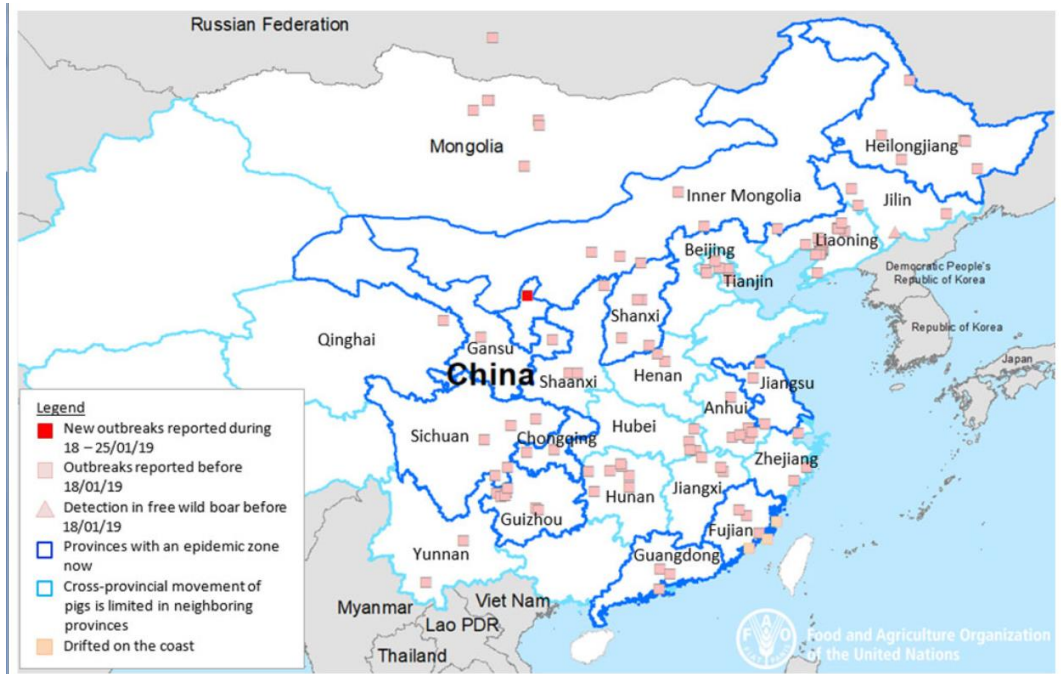 Russian Federation
Mongolia
Heilongjiang
Inner Mongolia
Jilin
Liaoning
Beijing
Tianjin
Democratic People's
Republic of Korea
Republic of Korea
Japan
Shanxi
Qinghai
Gansu
China
Shaanxi
Henan
Jiangsu
Anhui
Hubei
Sichuan
Chongqing
Zhejiang
Hunan
Jiangxi
Guizhou
Fujian
Yunnan
Guangdong
Myanmar
Viet Nam
Lao PDR
Thailand
Legend
New outbreaks reported during
18 – 25/01/19
Outbreaks reported before
18/01/19
Detection in free wild boar before
18/01/19
Provinces with an epidemic zone
now
Cross-provincial movement of
pigs is limited in neighboring
provinces
Drifted on the coast
FAO
FIAT PANIS
Food and Agriculture Organization
of the United Nations